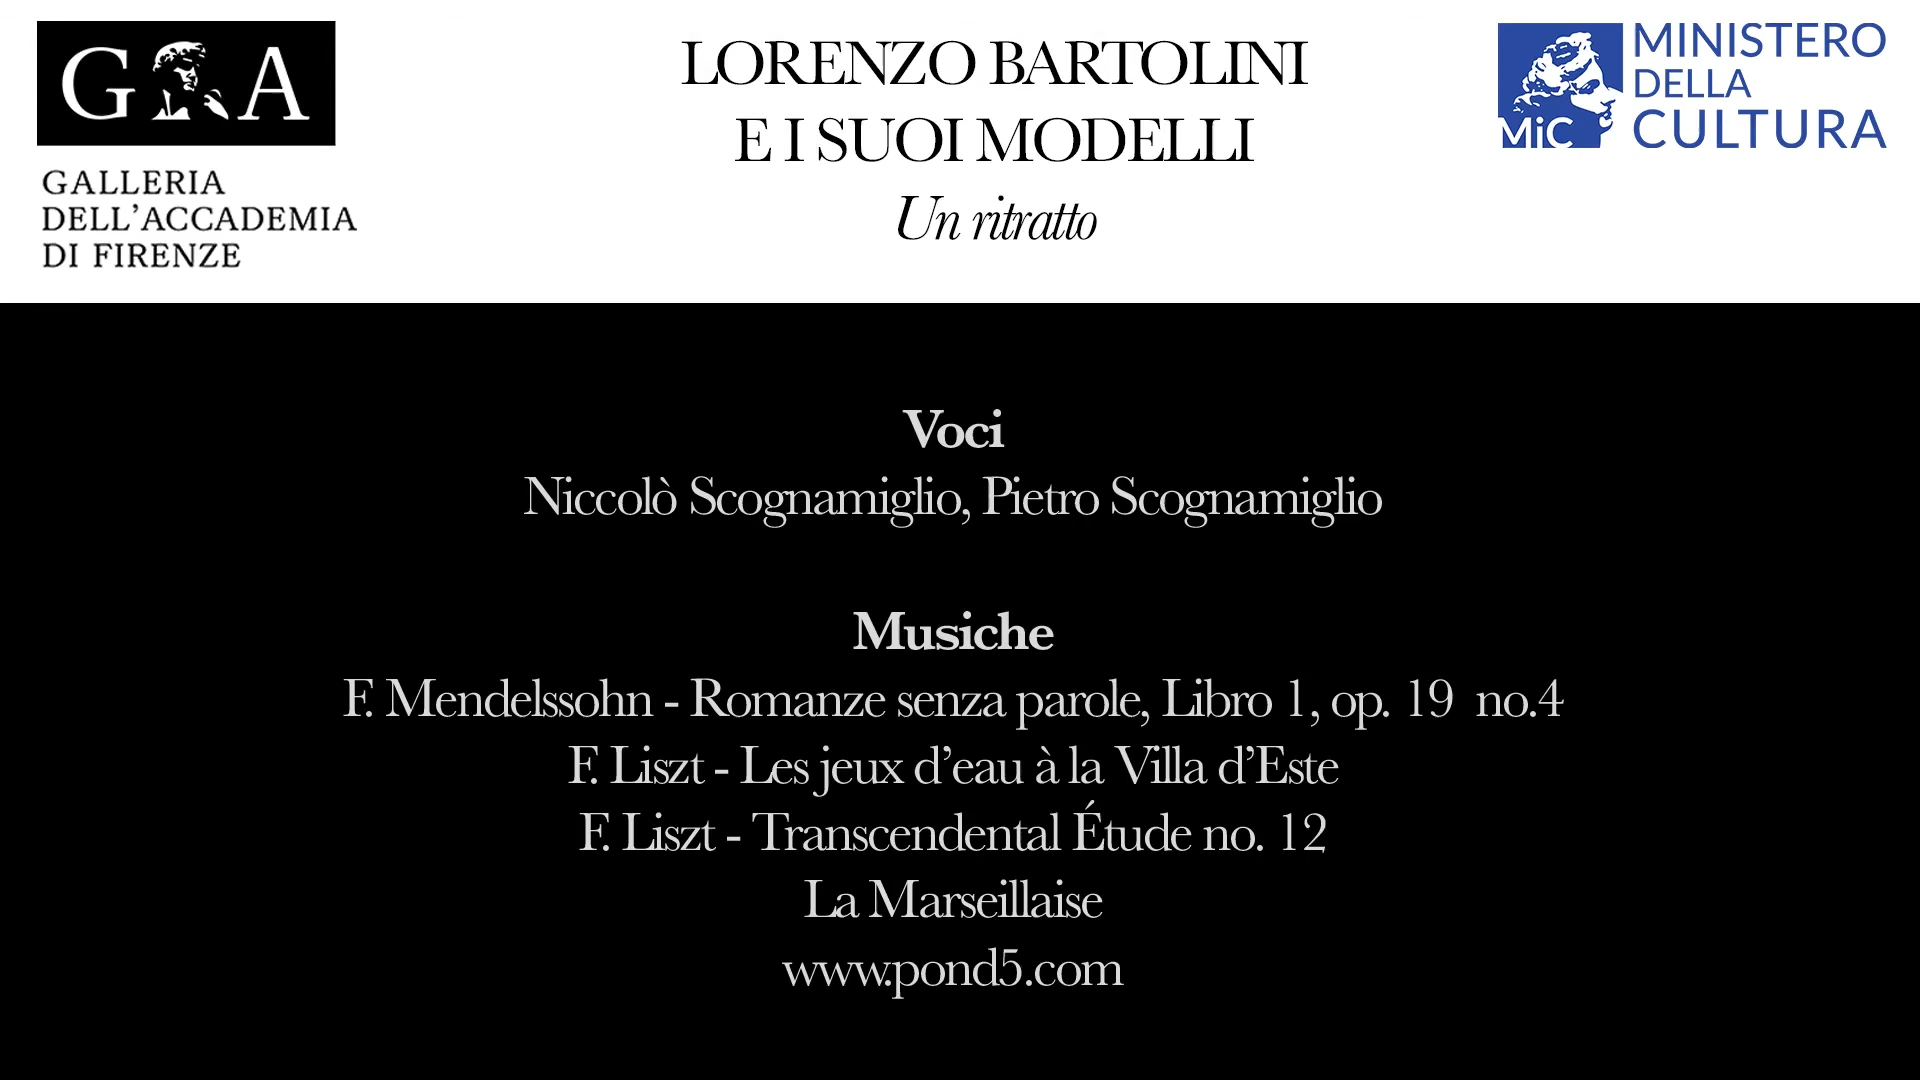 G A
GALLERIA
DELL'ACCADEMIA
DI FIRENZE
LORENZO BARTOLINI
E I SUOI MODELLI
Un ritratto
MiC
MINISTERO
DELLA
CULTURA
Voci
Niccolò Scognamiglio, Pietro Scognamiglio
Musiche
F. Mendelssohn - Romanze senza parole, Libro 1, op. 19  no.4
F. Liszt - Les jeux d’eau à la Villa d’Este
F. Liszt - Transcendental Étude no. 12
La Marseillaise
www.pond5.com